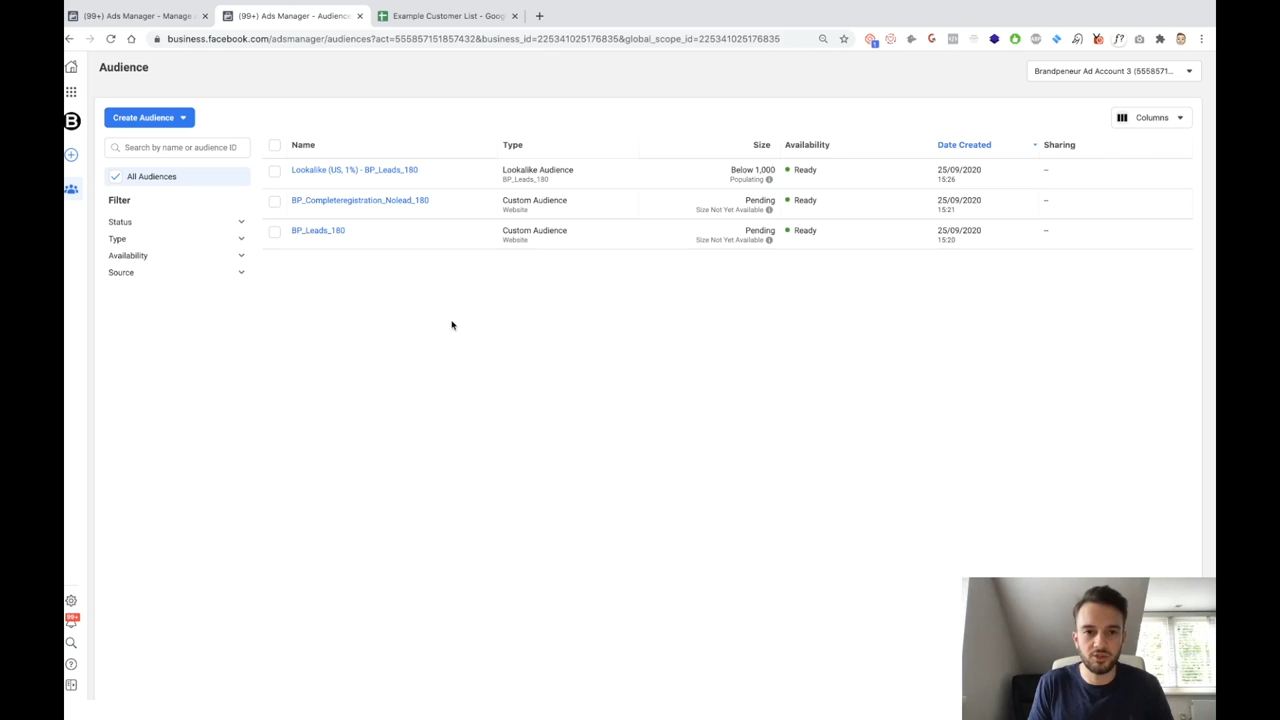 (99+) Ads Manager - Manage
(99+) Ads Manager - Audience
Example Customer List - Goog
business.facebook.com/adsmanager/audiences?act=555857151857432&business_id=225341025176835&global_scope_id=225341025176835
Audience
Brandpeneur Ad Account 3 (5558571...
Create Audience
Columns
Search by name or audience ID
Name
Type
Size
Availability
Date Created
Sharing
All Audiences
Lookalike (US, 1%) - BP_Leads_180
Lookalike Audience
BP_Leads_180
Below 1,000
Populating
Ready
25/09/2020
15:26
–
Filter
BP_Completeregistration_Nolead_180
Custom Audience
Website
Pending
Size Not Yet Available
Ready
25/09/2020
15:21
–
Status
BP_Leads_180
Custom Audience
Website
Pending
Size Not Yet Available
Ready
25/09/2020
15:20
–
Type
Availability
Source
B
99+